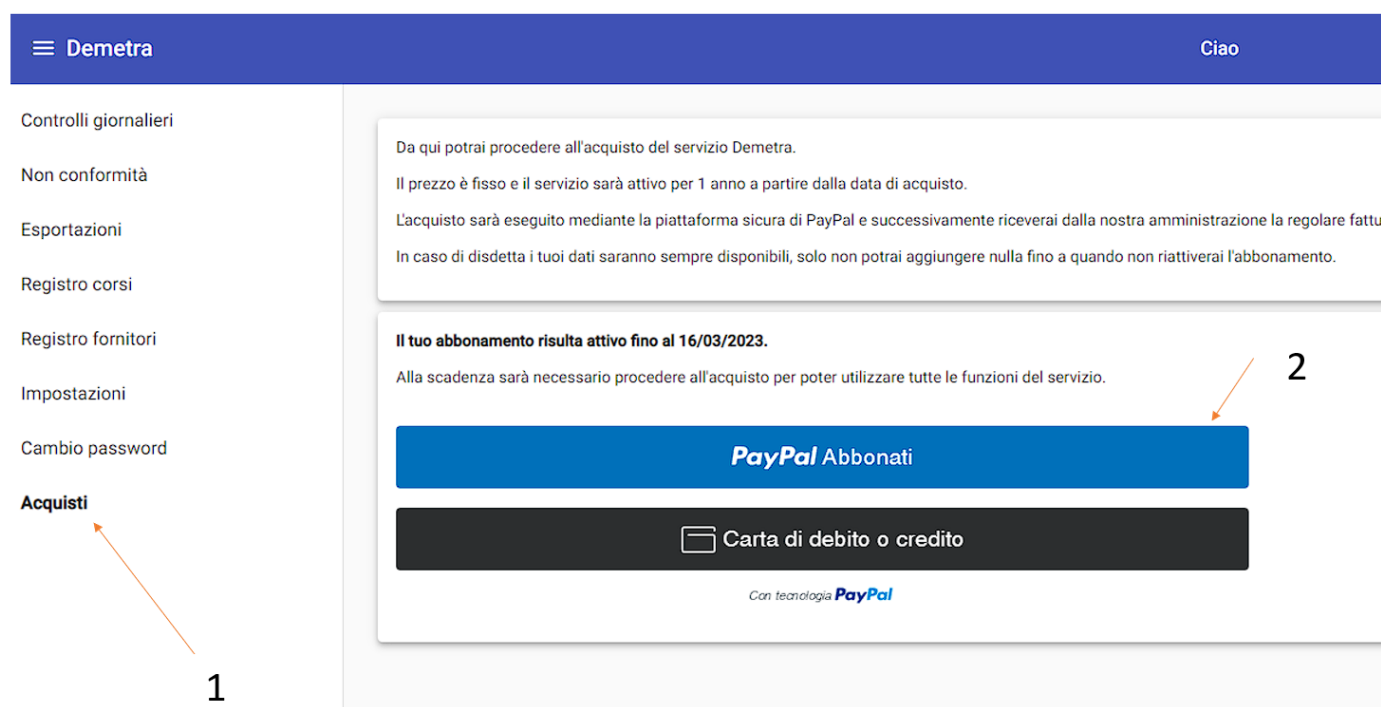 Demetra
Ciao
Controlli giornalieri
Non conformità
Esportazioni
Registro corsi
Registro fornitori
Impostazioni
Cambio password
Acquisti
1
Da qui potrai procedere all'acquisto del servizio Demetra.
Il prezzo è fisso e il servizio sarà attivo per 1 anno a partire dalla data di acquisto.
L'acquisto sarà eseguito mediante la piattaforma sicura di PayPal e successivamente riceverai dalla nostra amministrazione la regolare fattu
In caso di disdetta i tuoi dati saranno sempre disponibili, solo non potrai aggiungere nulla fino a quando non riattiverai l'abbonamento.
Il tuo abbonamento risulta attivo fino al 16/03/2023.
Alla scadenza sarà necessario procedere all'acquisto per poter utilizzare tutte le funzioni del servizio.
2
PayPal Abbonati
Carta di debito o credito
Con tecnologia PayPal